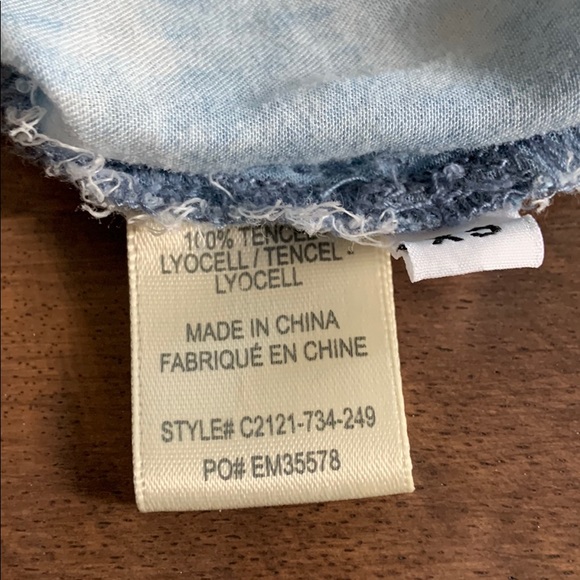 100% TENCEL
LYOCELL / TENCEL -
LYOCELL
MADE IN CHINA
FABRIQUÉ EN CHINE
STYLE# C2121-734-249
PO# EM35578